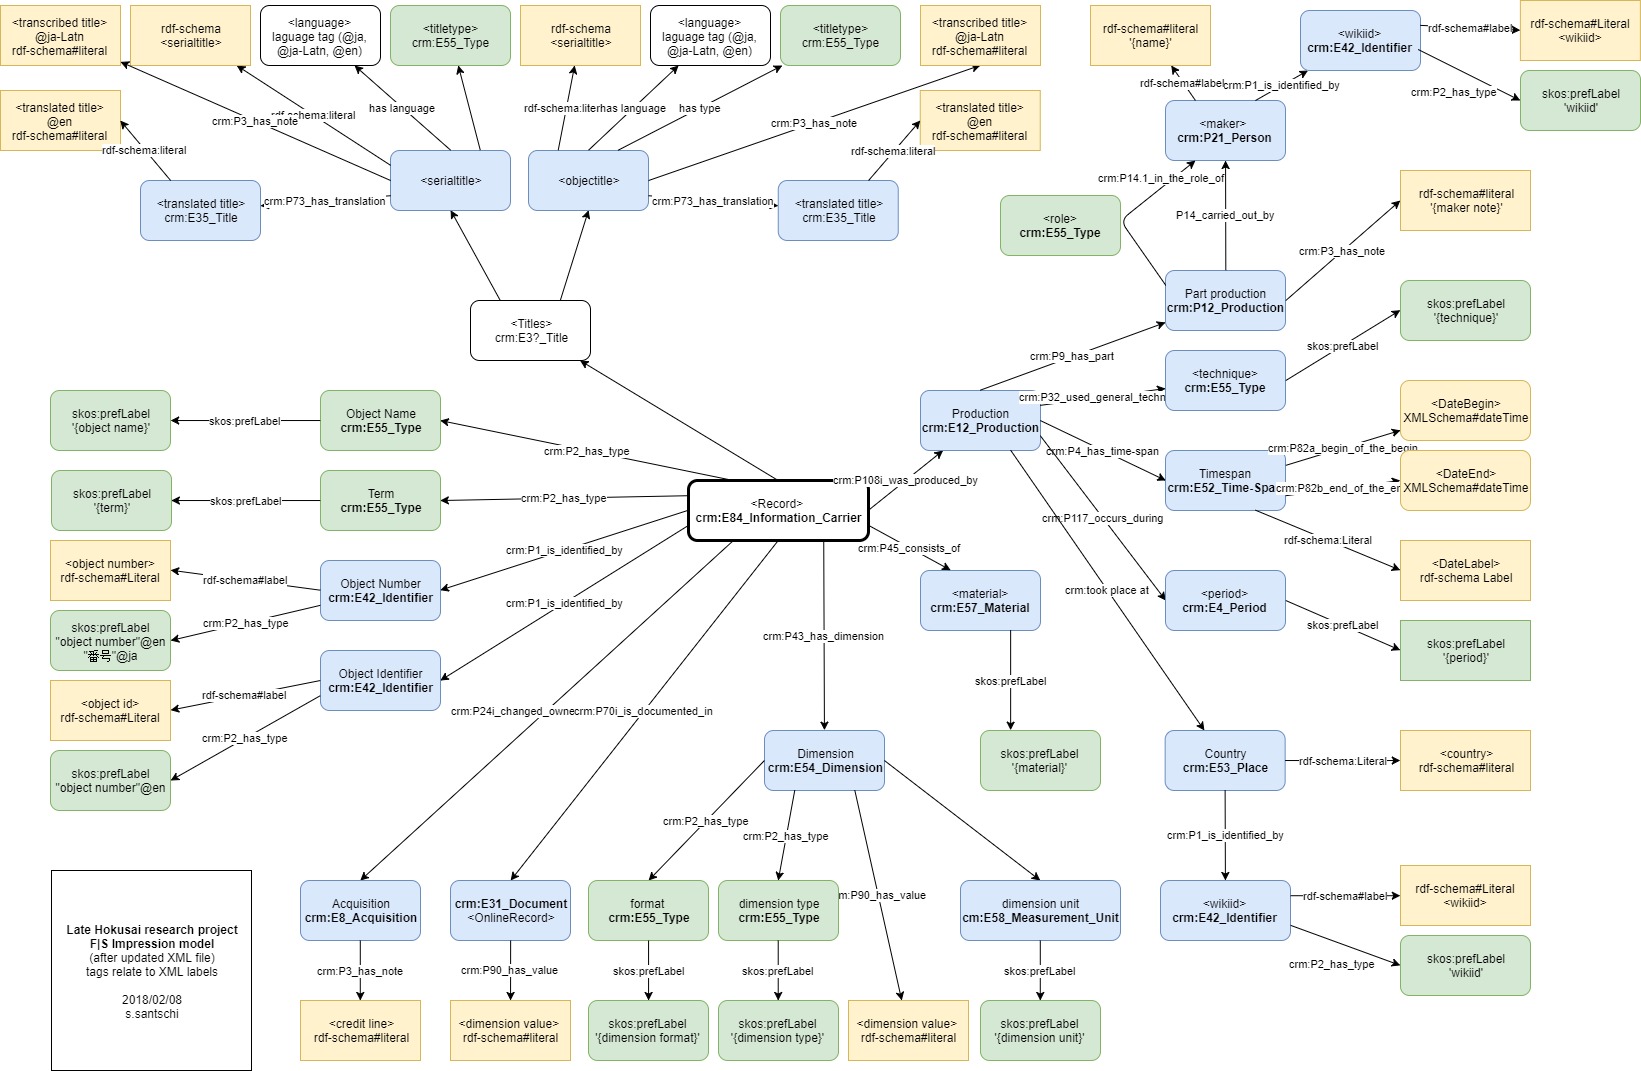 <transcribed title>
@ja-Latn
rdf-schema#literal
rdf-schema
<serialtitle>
<language>
laguage tag (@ja,
@ja-Latn, @en)
<titletype>
crm:E55_Type
rdf-schema
<serialtitle>
<language>
laguage tag (@ja,
@ja-Latn, @en)
<titletype>
crm:E55_Type
<transcribed title>
@ja-Latn
rdf-schema#literal
rdf-schema#literal
'{name}'
<wikiid>
crm:E42_Identifier
rdf-schema#label
rdf-schema#Literal
<wikiid>
crm:P2_has_type
skos:prefLabel
'wikiid'
rdf-schema#label
crm:P1_is_identified_by
<translated title>
@en
rdf-schema#literal
crm:P3_has_note
rdf-schema:literal
has language
rdf-schema:literal
has language
has type
crm:P3_has_note
<translated title>
@en
rdf-schema#literal
<maker>
crm:P21_Person
rdf-schema:literal
rdf-schema:literal
<serialtitle>
<objectitle>
crm:P14.1_in_the_role_of
<translated title>
crm:E35_Title
crm:P73_has_translation
crm:P73_has_translation
<translated title>
crm:E35_Title
<role>
crm:E55_Type
P14_carried_out_by
rdf-schema#literal
'{maker note}'
crm:P3_has_note
Part production
crm:P12_Production
<Titles>
crm:E3?_Title
skos:prefLabel
'{technique}'
crm:P9_has_part
skos:prefLabel
<technique>
crm:E55_Type
crm:P32_used_general_techn
skos:prefLabel
'{object name}'
skos:prefLabel
Object Name
crm:E55_Type
crm:P2_has_type
Production
crm:E12_Production
<DateBegin>
XMLSchema#dateTime
crm:P82a_begin_of_the_begin
crm:P4_has_time-span
Timespan
crm:E52_Time-Spa
crm:P82b_end_of_the_en
<DateEnd>
XMLSchema#dateTime
skos:prefLabel
'{term}'
skos:prefLabel
Term
crm:E55_Type
crm:P2_has_type
<Record>
crm:E84_Information_Carrier
crm:P108i_was_produced_by
crm:P117_occurs_during
rdf-schema:Literal
<object number>
rdf-schema#Literal
rdf-schema#label
Object Number
crm:E42_Identifier
crm:P1_is_identified_by
crm:P45_consists_of
<DateLabel>
rdf-schema Label
crm:took place at
<material>
crm:E57_Material
<period>
crm:E4_Period
crm:P2_has_type
skos:prefLabel
"object number"@en
"番号"@ja
crm:P1_is_identified_by
crm:P43_has_dimension
skos:prefLabel
skos:prefLabel
'{period}'
Object Identifier
crm:E42_Identifier
rdf-schema#label
<object id>
rdf-schema#Literal
crm:P24i_changed_owne
crm:P70i_is_documented_in
skos:prefLabel
crm:P2_has_type
skos:prefLabel
"object number"@en
Dimension
crm:E54_Dimension
skos:prefLabel
'{material}'
Country
crm:E53_Place
rdf-schema:Literal
<country>
rdf-schema#literal
crm:P2_has_type
crm:P2_has_type
crm:P1_is_identified_by
Late Hokusai research project
F|S Impression model
(after updated XML file)
tags relate to XML labels
2018/02/08
s.santschi
Acquisition
crm:E8_Acquisition
crm:E31_Document
<OnlineRecord>
format
crm:E55_Type
dimension type
crm:E55_Type
m:P90_has_value
dimension unit
crm:E58_Measurement_Unit
<wikiid>
crm:E42_Identifier
rdf-schema#label
rdf-schema#Literal
<wikiid>
crm:P2_has_type
skos:prefLabel
'wikiid'
crm:P3_has_note
crm:P90_has_value
skos:prefLabel
skos:prefLabel
skos:prefLabel
<credit line>
rdf-schema#literal
<dimension value>
rdf-schema#literal
skos:prefLabel
'{dimension format}'
skos:prefLabel
'{dimension type}'
<dimension value>
rdf-schema#literal
skos:prefLabel
'{dimension unit}'